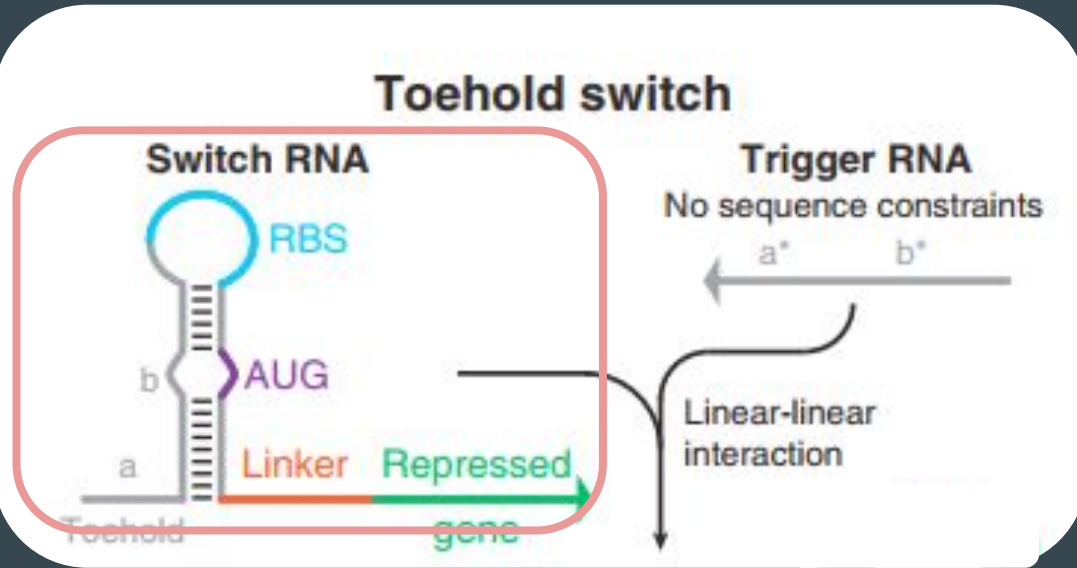 Toehold switch
Switch RNA
RBS
b
AUG
a
Linker
Repressed
Toehold
gene
Trigger RNA
No sequence constraints
a* b*
Linear-linear
interaction